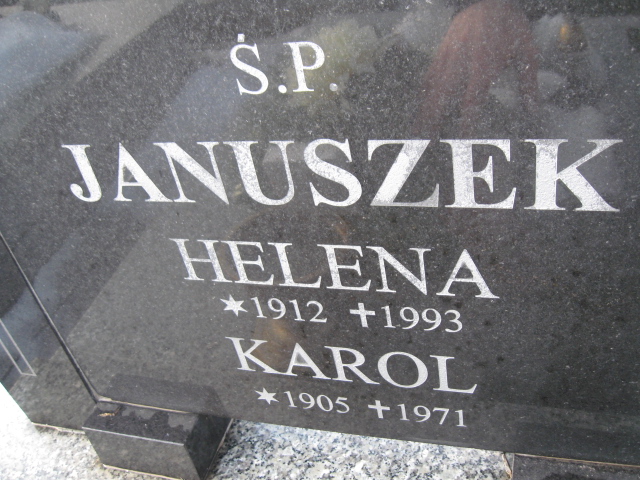 Ś.P.
JANUSZEK
HELENA
✶1912 ✝1993
KAROL
✶1905 ✝1971